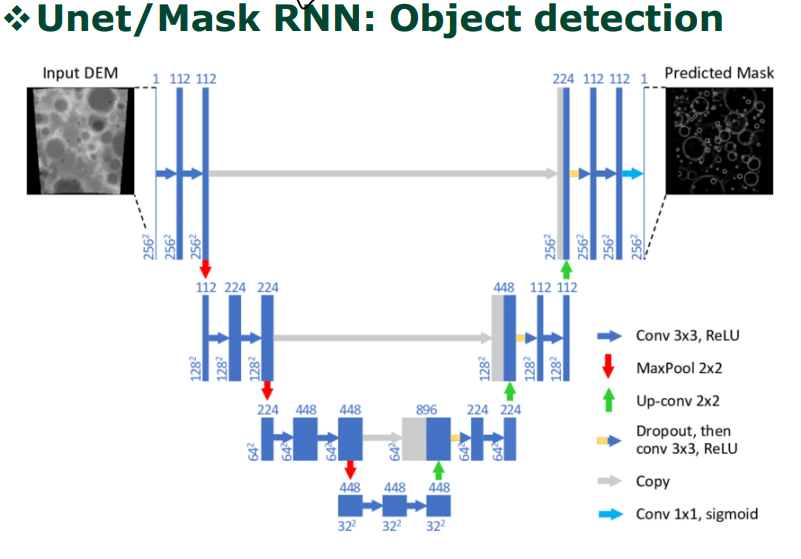 ❖Unet/Mask RNN: Object detection
Input DEM
1 112 112
224 112 112 1
Predicted Mask
256² 256² 256²
256² 256² 256² 256²
112 224 224
448 112 112
128² 128² 128²
128² 128² 128²
Conv 3x3, ReLU
MaxPool 2x2
Up-conv 2x2
Dropout, then
conv 3x3, ReLU
Copy
Conv 1x1, sigmoid
224 448 448
896 224 224
64² 64² 64²
64² 64² 64²
448 448 448
32² 32² 32²